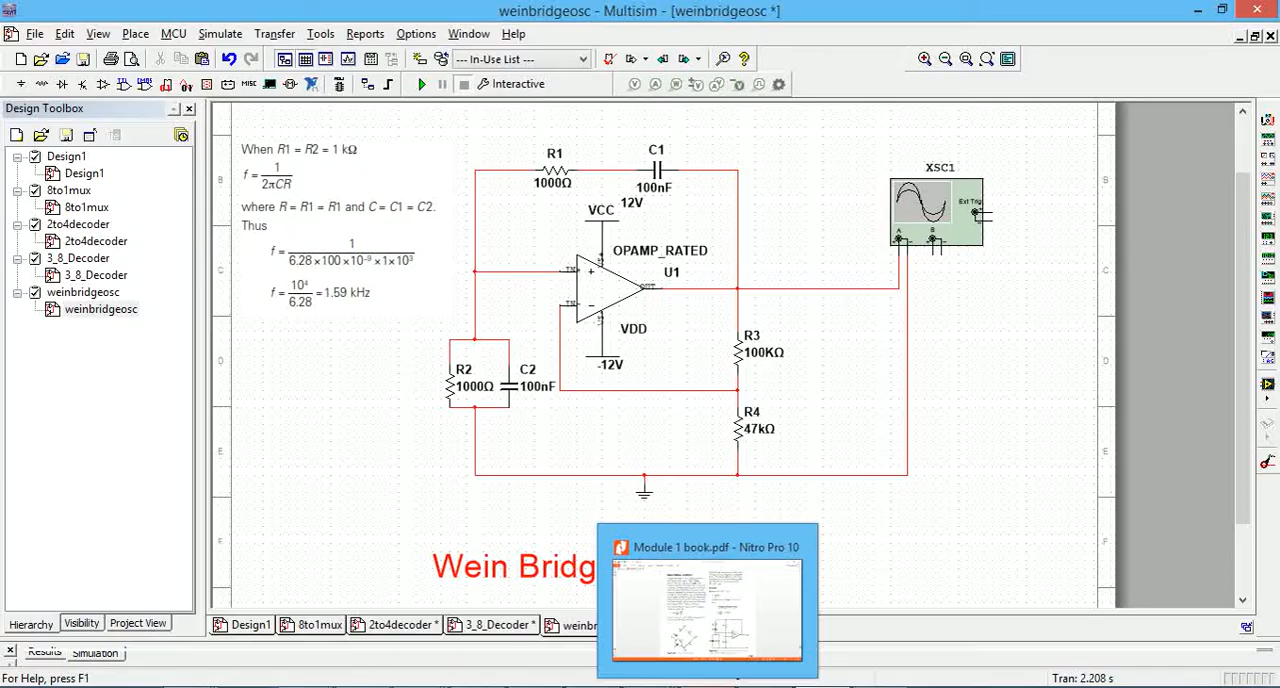 weinbridgeosc - Multisim - [weinbridgeosc *]
File Edit View Place MCU Simulate Transfer Tools Reports Options Window Help
--- In-Use List ---
MISC
Interactive
Design Toolbox
Design1
Design1
8to1mux
8to1mux
2to4decoder
2to4decoder
3_8_Decoder
3_8_Decoder
weinbridgeosc
weinbridgeosc
When R1 = R2 = 1 kΩ
f = 1
2πCR
where R = R1 = R1 and C = C1 = C2.
Thus
f = 1
6.28 × 100 × 10⁻⁹ × 1 × 10³
f = 10⁴
6.28 = 1.59 kHz
R1
1000Ω
C1
100nF
12V
VCC
OPAMP_RATED
U1
IN
+
OUT
IN
−
VDD
-12V
R2
1000Ω
C2
100nF
R3
100KΩ
R4
47kΩ
XSC1
Ext Trig
A
B
Wein Bridg
Module 1 book.pdf - Nitro Pro 10
Design1 8to1mux 2to4decoder * 3_8_Decoder * weinbr
Simulation
For Help, press F1
Tran: 2.208 s